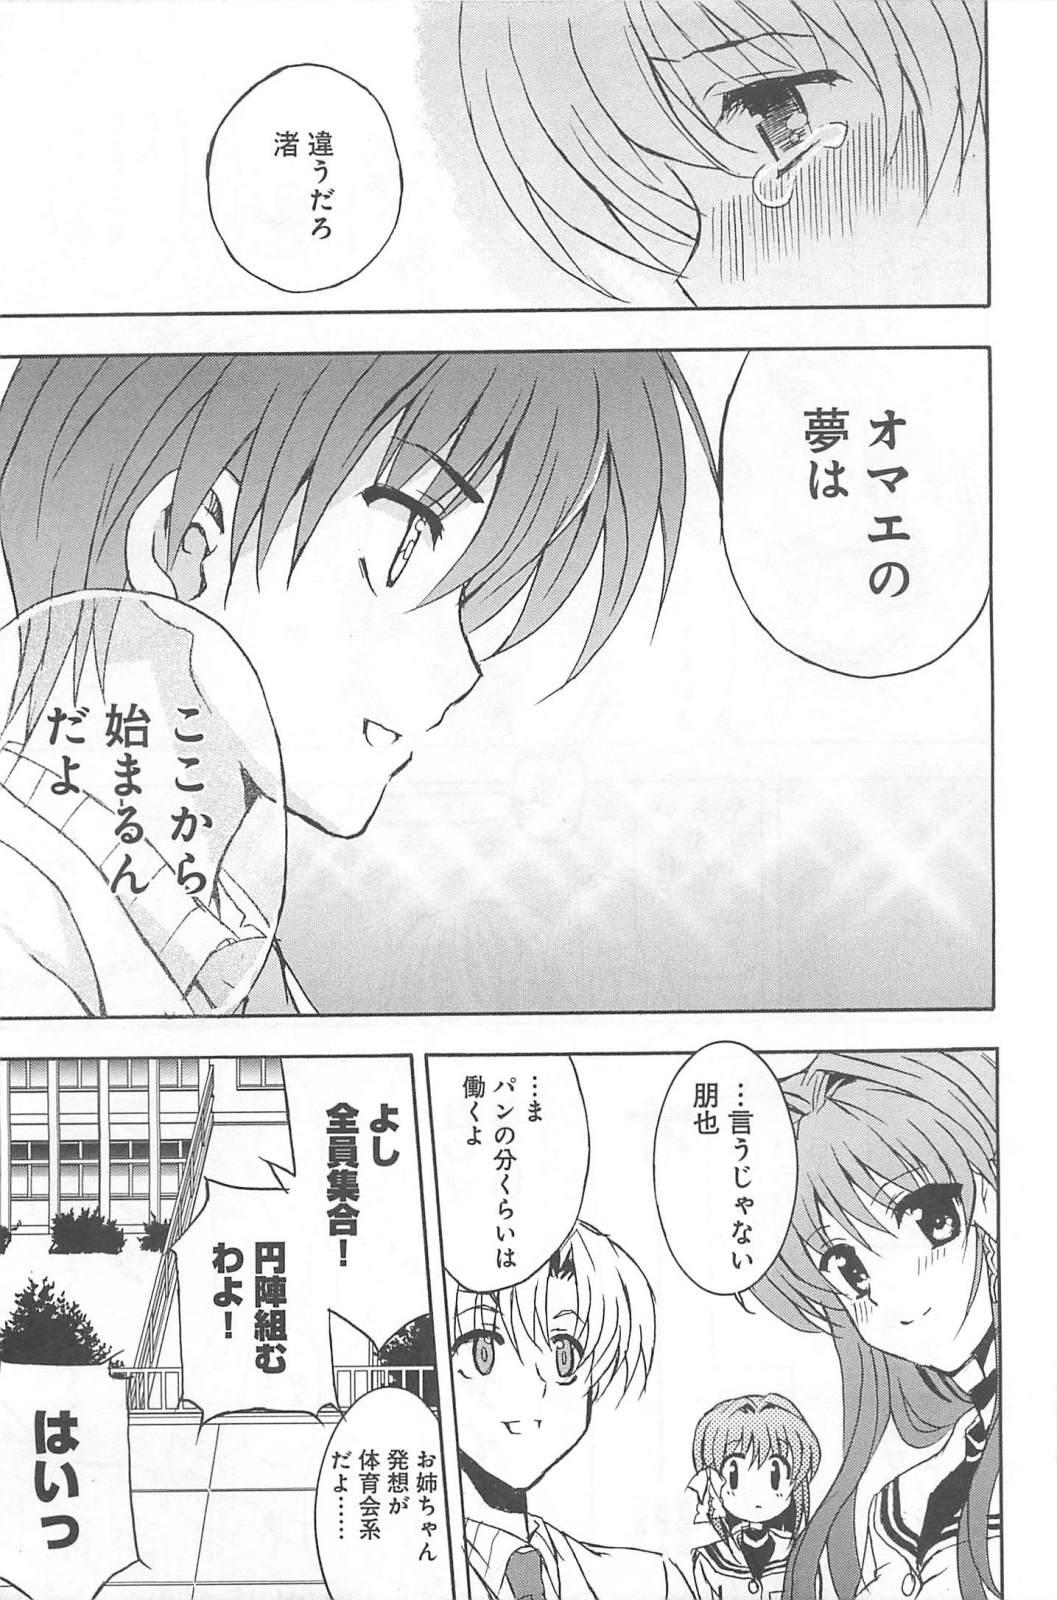 違うだろ
渚
オマエの
夢は
ここから
始まるん
だよ
…言うじゃない
朋也
…ま
パンの分くらいは
働くよ
よし
全員集合！
円陣組む
わよ！
お姉ちゃん
発想が
体育会系
だよ……
はいっ